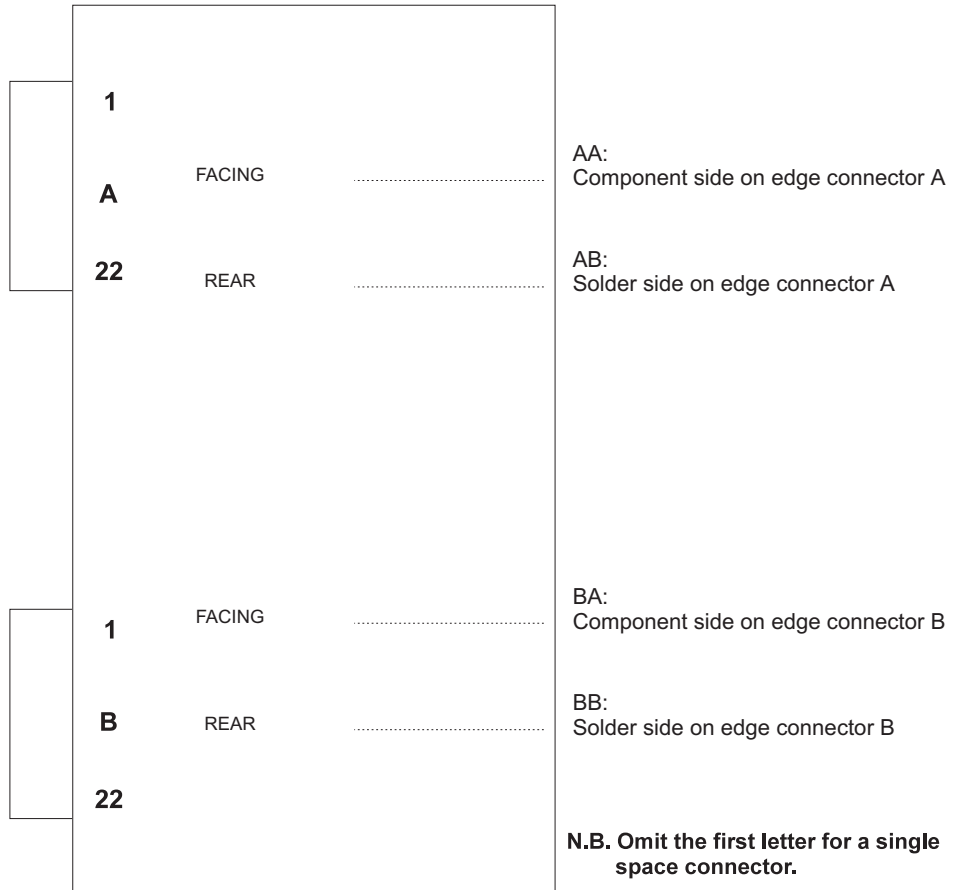 1
AA:
FACING
Component side on edge connector A
A
AB:
22
REAR
Solder side on edge connector A
BA:
FACING
Component side on edge connector B
1
BB:
B
REAR
Solder side on edge connector B
22
N.B. Omit the first letter for a single
space connector.